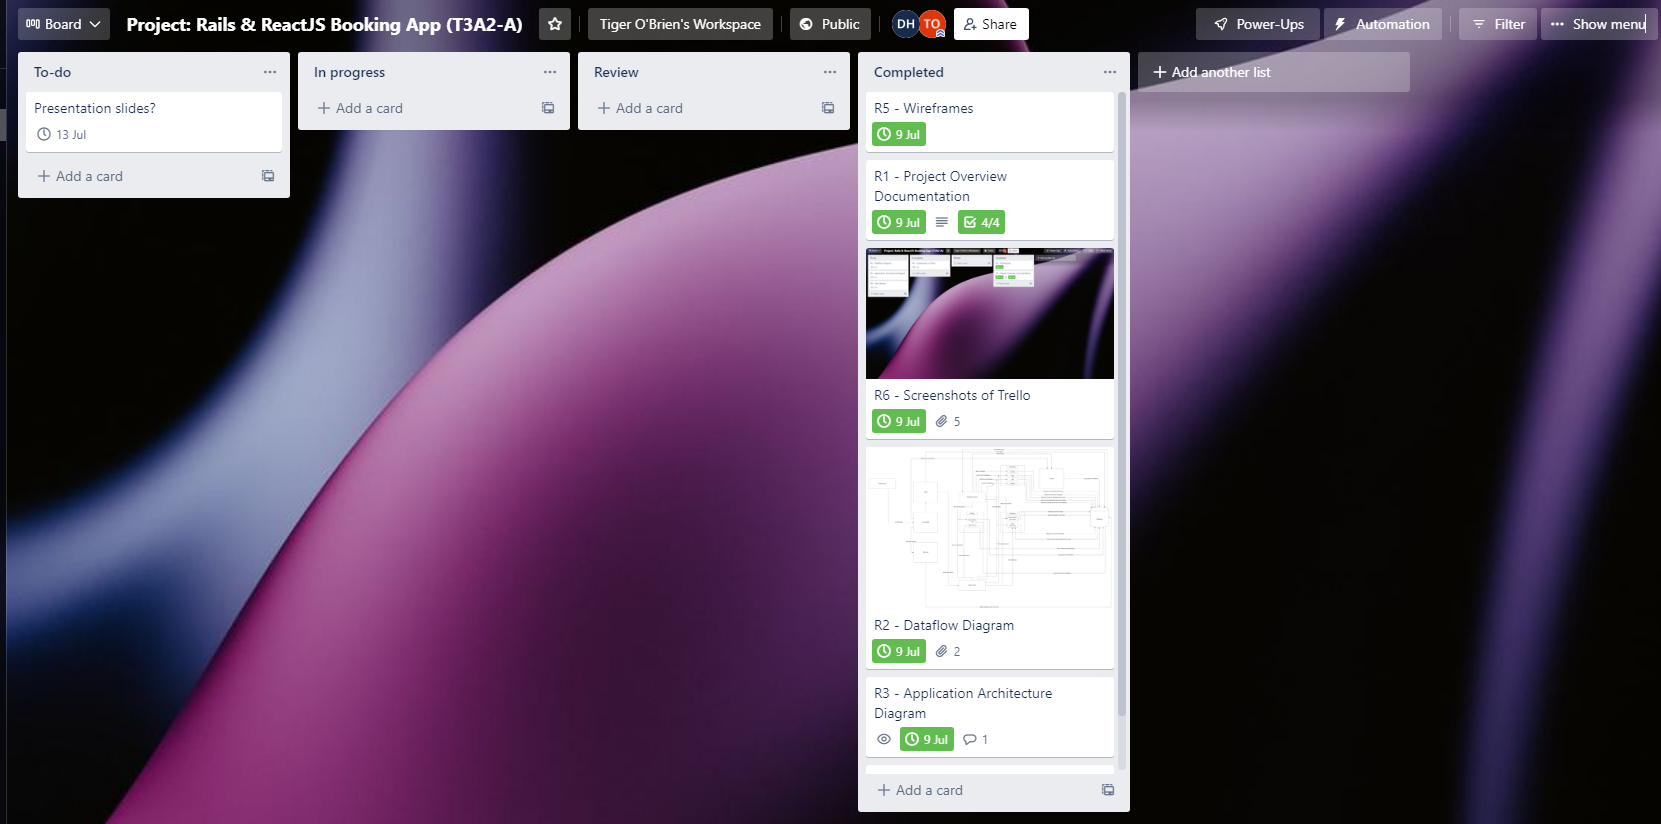 Board
Project: Rails & ReactJS Booking App (T3A2-A)
Tiger O'Brien's Workspace
Public
DH
TO
Share
Power-Ups
Automation
Filter
Show menu
To-do
Presentation slides?
13 Jul
Add a card
In progress
Add a card
Review
Add a card
Completed
R5 - Wireframes
9 Jul
R1 - Project Overview
Documentation
9 Jul
4/4
R6 - Screenshots of Trello
9 Jul
5
R2 - Dataflow Diagram
9 Jul
2
R3 - Application Architecture
Diagram
9 Jul
1
Add a card
Add another list